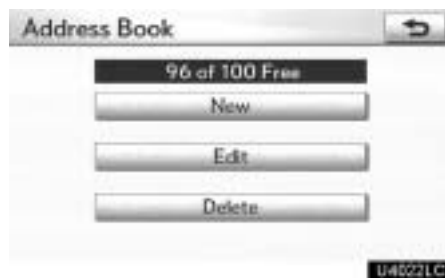 Address Book
96 of 100 Free
New
Edit
Delete
U4022LC